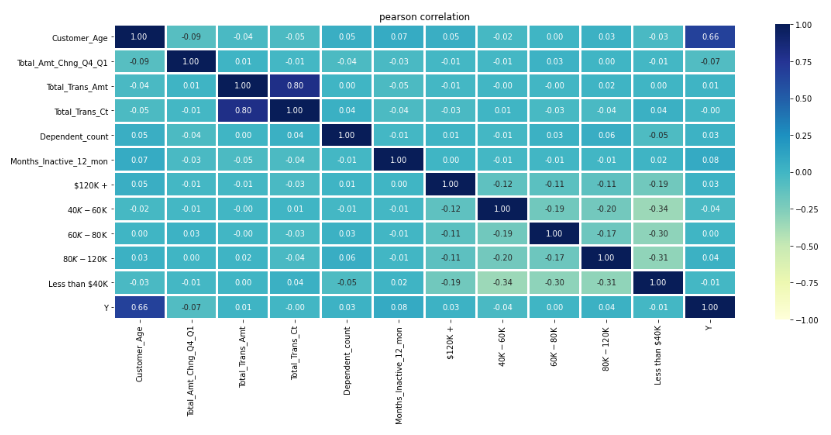 pearson correlation
Customer_Age 1.00 -0.09 -0.04 -0.05 0.05 0.07 0.05 -0.02 0.00 0.03 -0.03 0.66
Total_Amt_Chng_Q4_Q1 -0.09 1.00 0.01 -0.01 -0.04 -0.03 -0.01 -0.01 0.03 0.00 -0.01 -0.07
Total_Trans_Amt -0.04 0.01 1.00 0.80 0.00 -0.05 -0.01 -0.00 -0.00 0.02 0.00 0.01
Total_Trans_Ct -0.05 -0.01 0.80 1.00 0.04 -0.04 -0.03 0.01 -0.03 -0.04 0.04 -0.00
Dependent_count 0.05 -0.04 0.00 0.04 1.00 -0.01 0.01 -0.01 0.03 0.06 -0.05 0.03
Months_Inactive_12_mon 0.07 -0.03 -0.05 -0.04 -0.01 1.00 0.00 -0.01 -0.01 -0.01 0.02 0.08
$120K + 0.05 -0.01 -0.01 -0.03 0.01 0.00 1.00 -0.12 -0.11 -0.11 -0.19 0.03
40K − 60K -0.02 -0.01 -0.00 0.01 -0.01 -0.01 -0.12 1.00 -0.19 -0.20 -0.34 -0.04
60K − 80K 0.00 0.03 -0.00 -0.03 0.03 -0.01 -0.11 -0.19 1.00 -0.17 -0.30 0.00
80K − 120K 0.03 0.00 0.02 -0.04 0.06 -0.01 -0.11 -0.20 -0.17 1.00 -0.31 0.04
Less than $40K -0.03 -0.01 0.00 0.04 -0.05 0.02 -0.19 -0.34 -0.30 -0.31 1.00 -0.01
Y 0.66 -0.07 0.01 -0.00 0.03 0.08 0.03 -0.04 0.00 0.04 -0.01 1.00
Customer_Age
Total_Amt_Chng_Q4_Q1
Total_Trans_Amt
Total_Trans_Ct
Dependent_count
Months_Inactive_12_mon
$120K +
40K − 60K
60K − 80K
80K − 120K
Less than $40K
Y
1.00
0.75
0.50
0.25
0.00
−0.25
−0.50
−0.75
−1.00